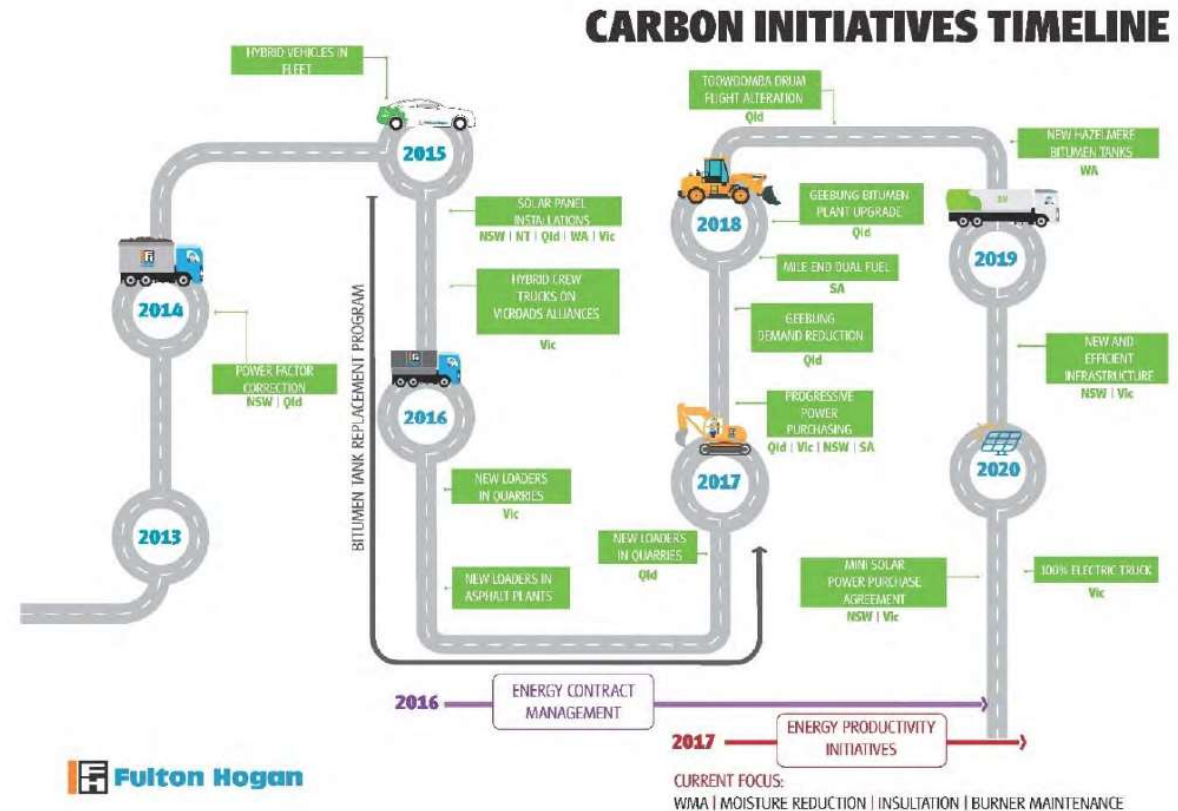 CARBON INITIATIVES TIMELINE
HYBRID VEHICLES IN
FLEET
2015
2014
POWER FACTOR
CORRECTION
NSW | Qld
2013
BITUMEN TANK REPLACEMENT PROGRAM
SOLAR PANEL
INSTALLATIONS
NSW | NT | Qld | WA | Vic
HYBRID CREW
TRUCKS ON
VICROADS ALLIANCES
Vic
2016
NEW LOADERS
IN QUARRIES
Vic
NEW LOADERS IN
ASPHALT PLANTS
TOOWOOMBA DRUM
FLIGHT ALTERATION
Qld
2018
GEEBUNG BITUMEN
PLANT UPGRADE
Qld
MILE END DUAL FUEL
SA
GEEBUNG
DEMAND REDUCTION
Qld
PROGRESSIVE
POWER
PURCHASING
Qld | Vic | NSW | SA
2017
NEW LOADERS
IN QUARRIES
Qld
NEW HAZELMERE
BITUMEN TANKS
WA
2019
NEW AND
EFFICIENT
INFRASTRUCTURE
NSW | Vic
2020
MINI SOLAR
POWER PURCHASE
AGREEMENT
NSW | Vic
100% ELECTRIC TRUCK
Vic
2016
ENERGY CONTRACT
MANAGEMENT
2017
ENERGY PRODUCTIVITY
INITIATIVES
CURRENT FOCUS:
WMA | MOISTURE REDUCTION | INSULTATION | BURNER MAINTENANCE
FH Fulton Hogan